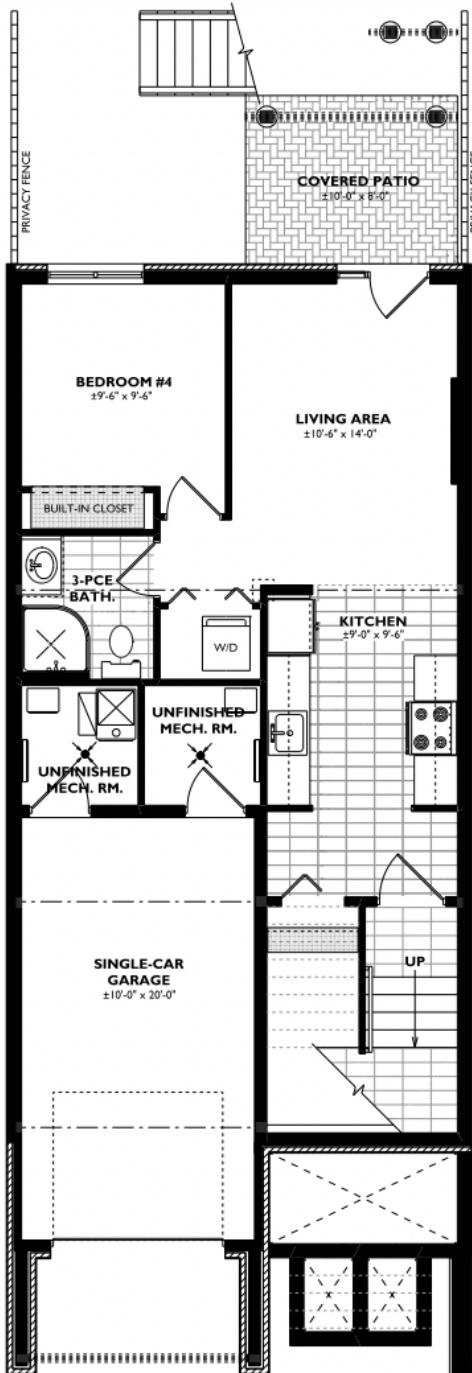 PRIVACY FENCE
COVERED PATIO
±10'-0" x 8'-0"
BEDROOM #4
±9'-6" x 9'-6"
LIVING AREA
±10'-6" x 14'-0"
BUILT-IN CLOSET
3-PCE
BATH.
W/D
KITCHEN
±9'-0" x 9'-6"
UNFINISHED
MECH. RM.
UNFINISHED
MECH. RM.
SINGLE-CAR
GARAGE
±10'-0" x 20'-0"
UP